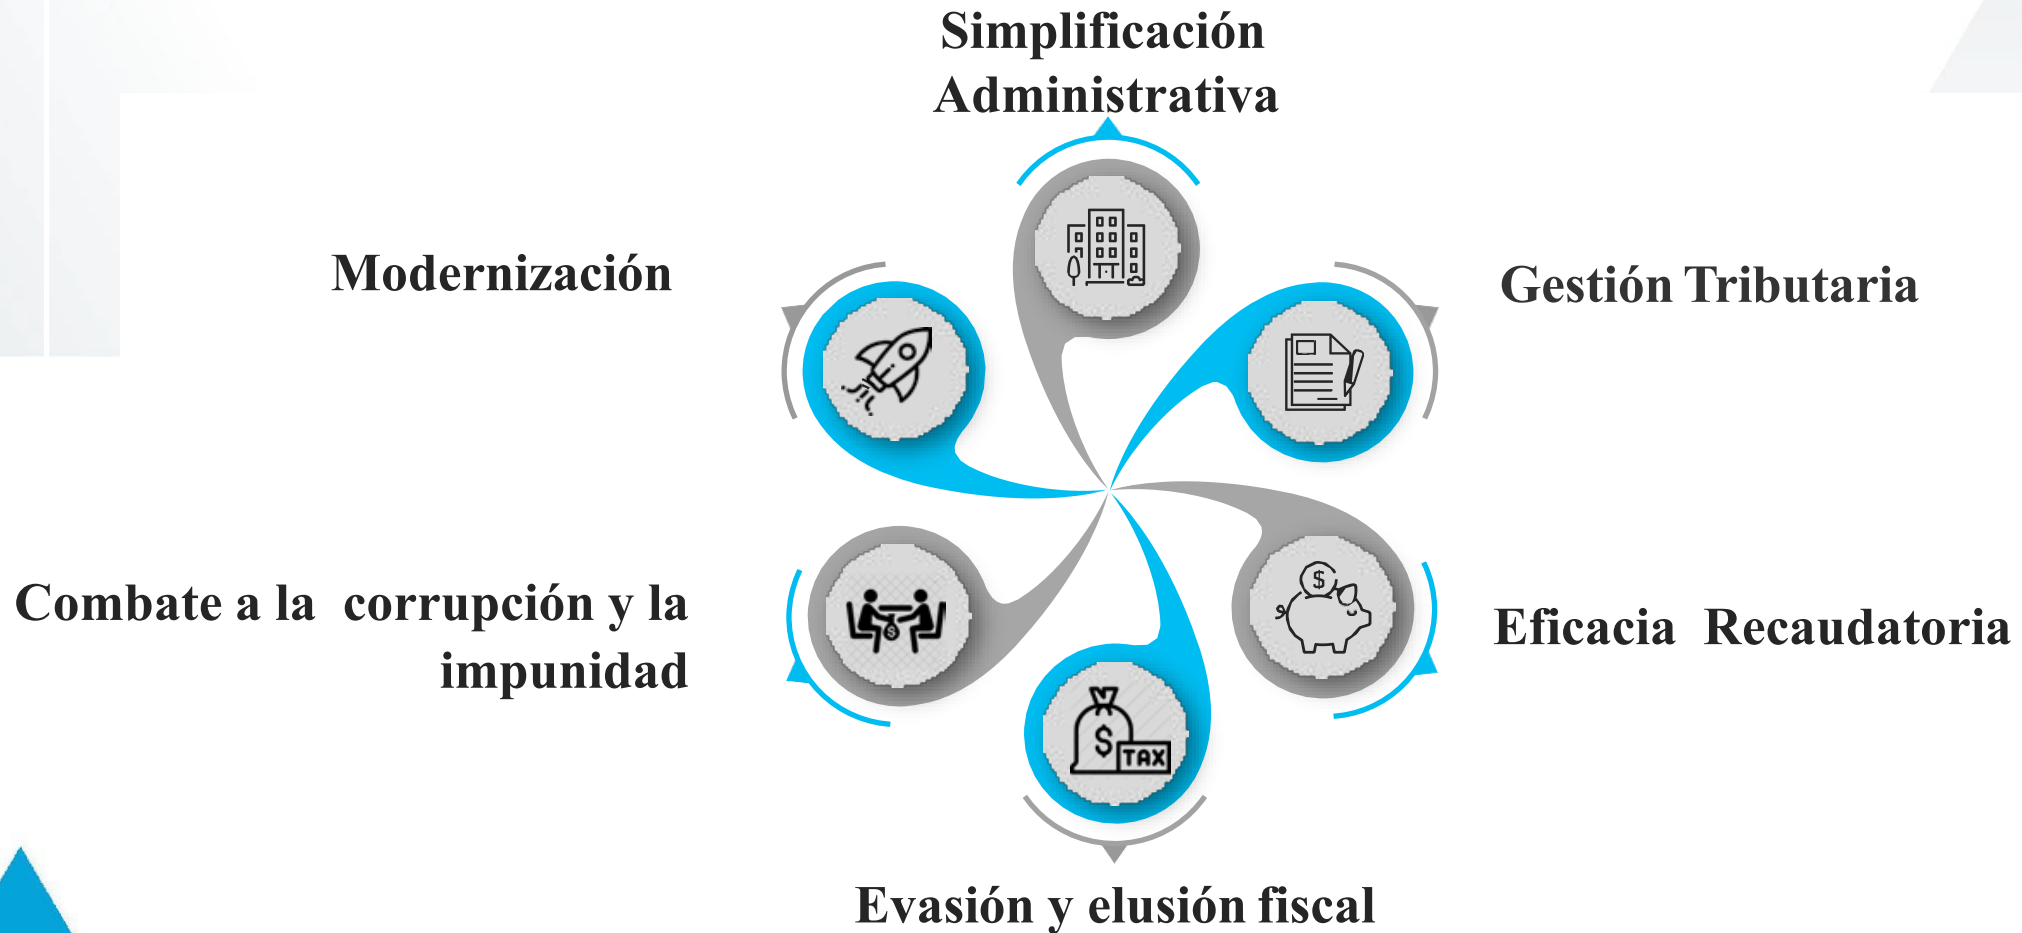 Simplificación
Administrativa
Modernización
Gestión Tributaria
Combate a la  corrupción y la
impunidad
Eficacia  Recaudatoria
$
$
$
TAX
Evasión y elusión fiscal